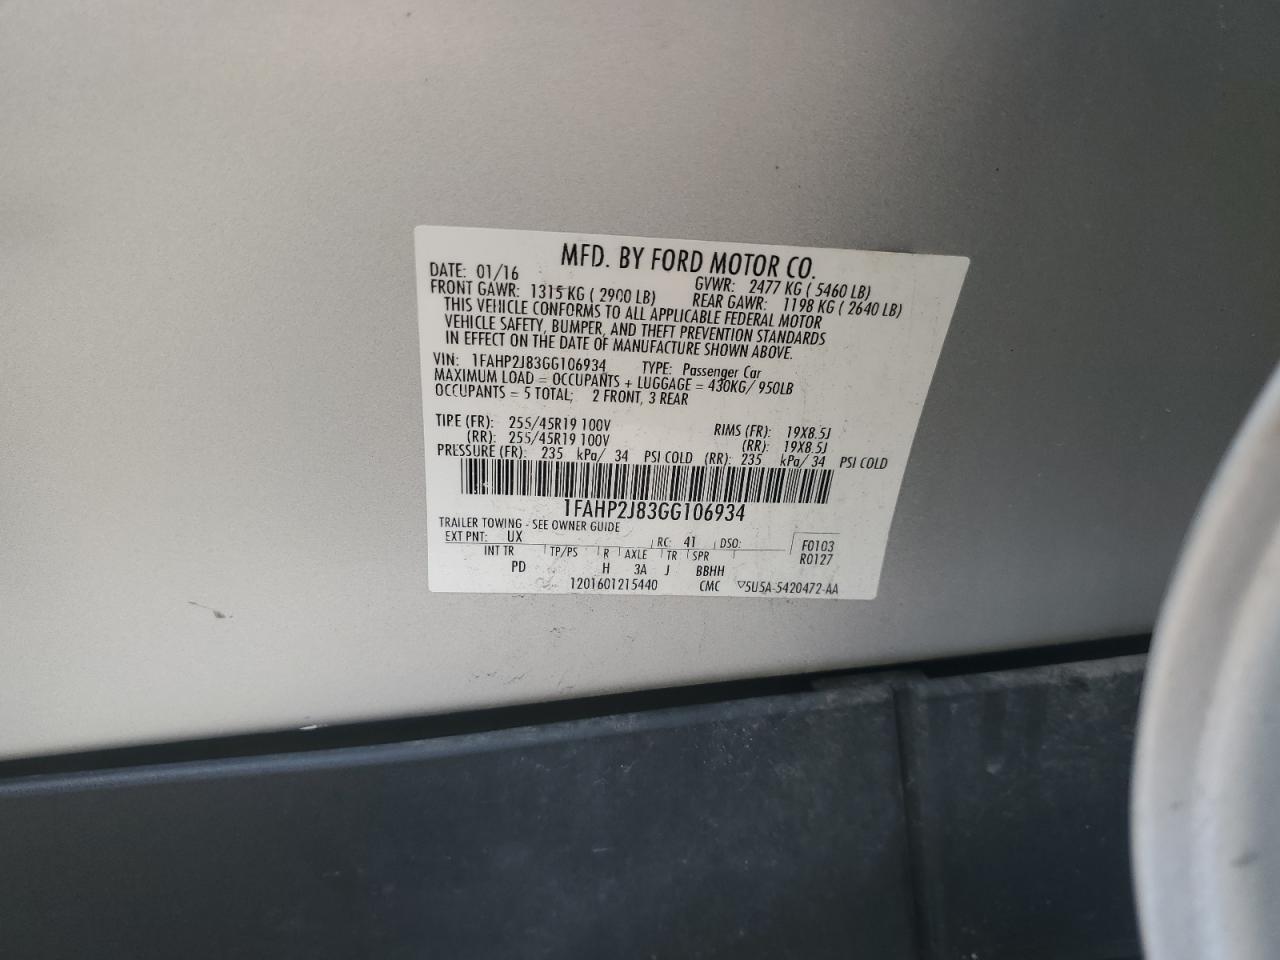 MFD. BY FORD MOTOR CO.
DATE: 01/16 GVWR: 2477 KG ( 5460 LB)
FRONT GAWR: 1315 KG ( 2900 LB) REAR GAWR: 1198 KG ( 2640 LB)
THIS VEHICLE CONFORMS TO ALL APPLICABLE FEDERAL MOTOR
VEHICLE SAFETY, BUMPER, AND THEFT PREVENTION STANDARDS
IN EFFECT ON THE DATE OF MANUFACTURE SHOWN ABOVE.
VIN: 1FAHP2J83GG106934 TYPE: Passenger Car
MAXIMUM LOAD = OCCUPANTS + LUGGAGE = 430KG/ 950LB
OCCUPANTS = 5 TOTAL; 2 FRONT, 3 REAR
TIPE (FR): 255/45R19 100V RIMS (FR): 19X8.5J
(RR): 255/45R19 100V (RR): 19X8.5J
PRESSURE (FR): 235 kPa/ 34 PSI COLD (RR): 235 kPa/ 34 PSI COLD
1FAHP2J83GG106934
TRAILER TOWING - SEE OWNER GUIDE
EXT PNT: UX RC: 41 DSO: F0103
INT TR TP/PS R AXLE TR SPR R0127
PD H 3A J BBHH
1201601215440 CMC ▽5U5A-5420472-AA